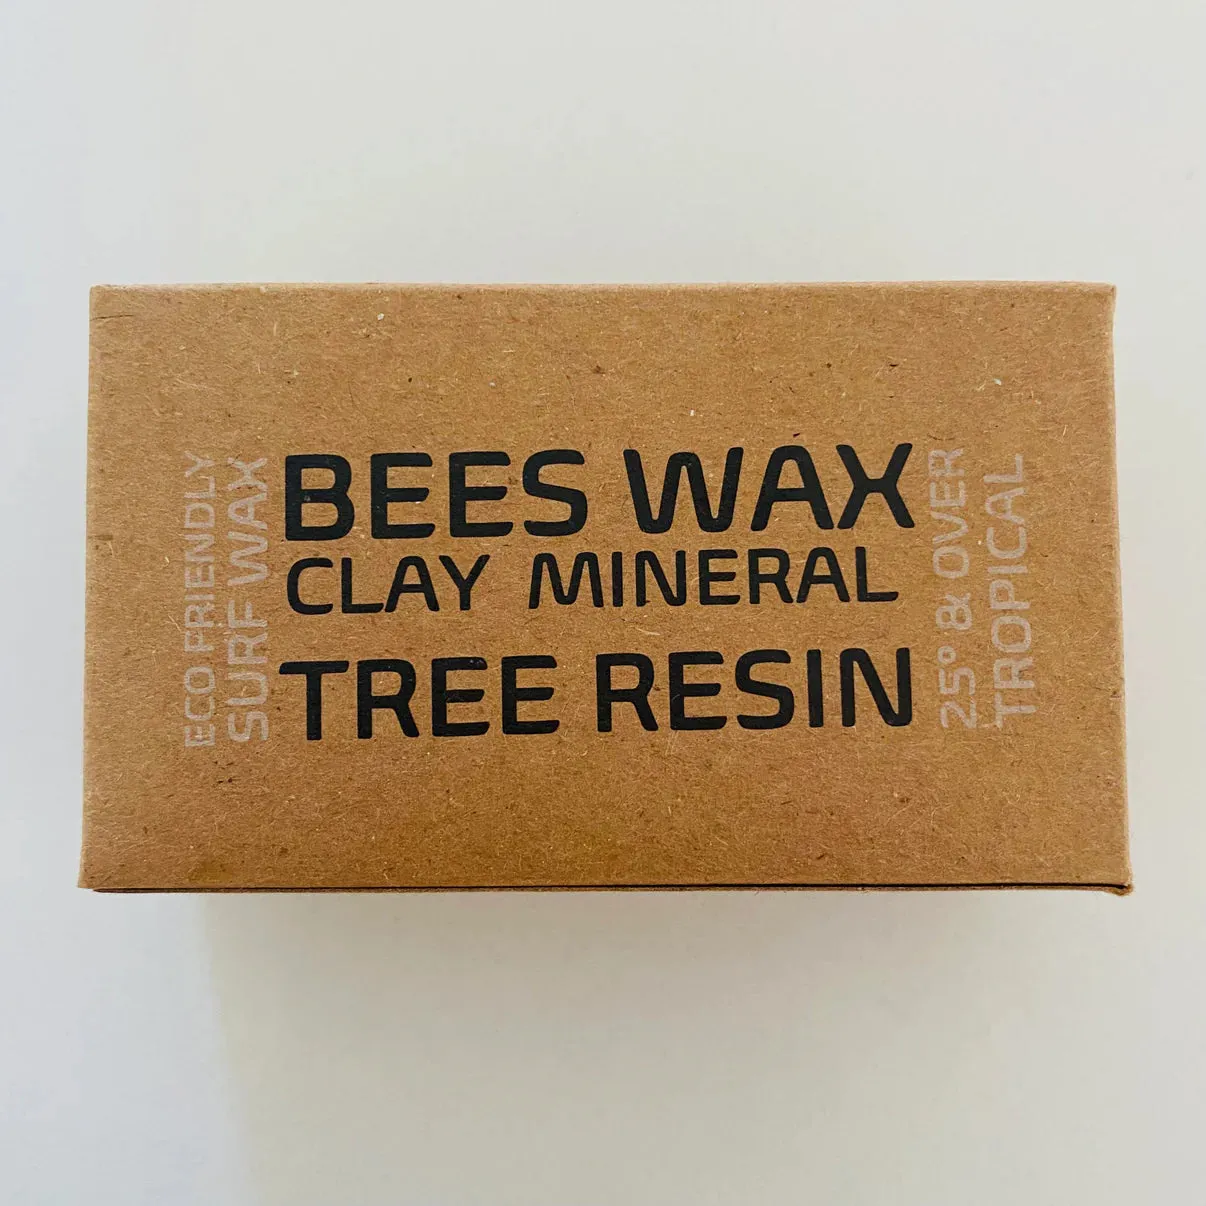 ECO FRIENDLY
SURF WAX
BEES WAX
CLAY MINERAL
TREE RESIN
25° & OVER
TROPICAL